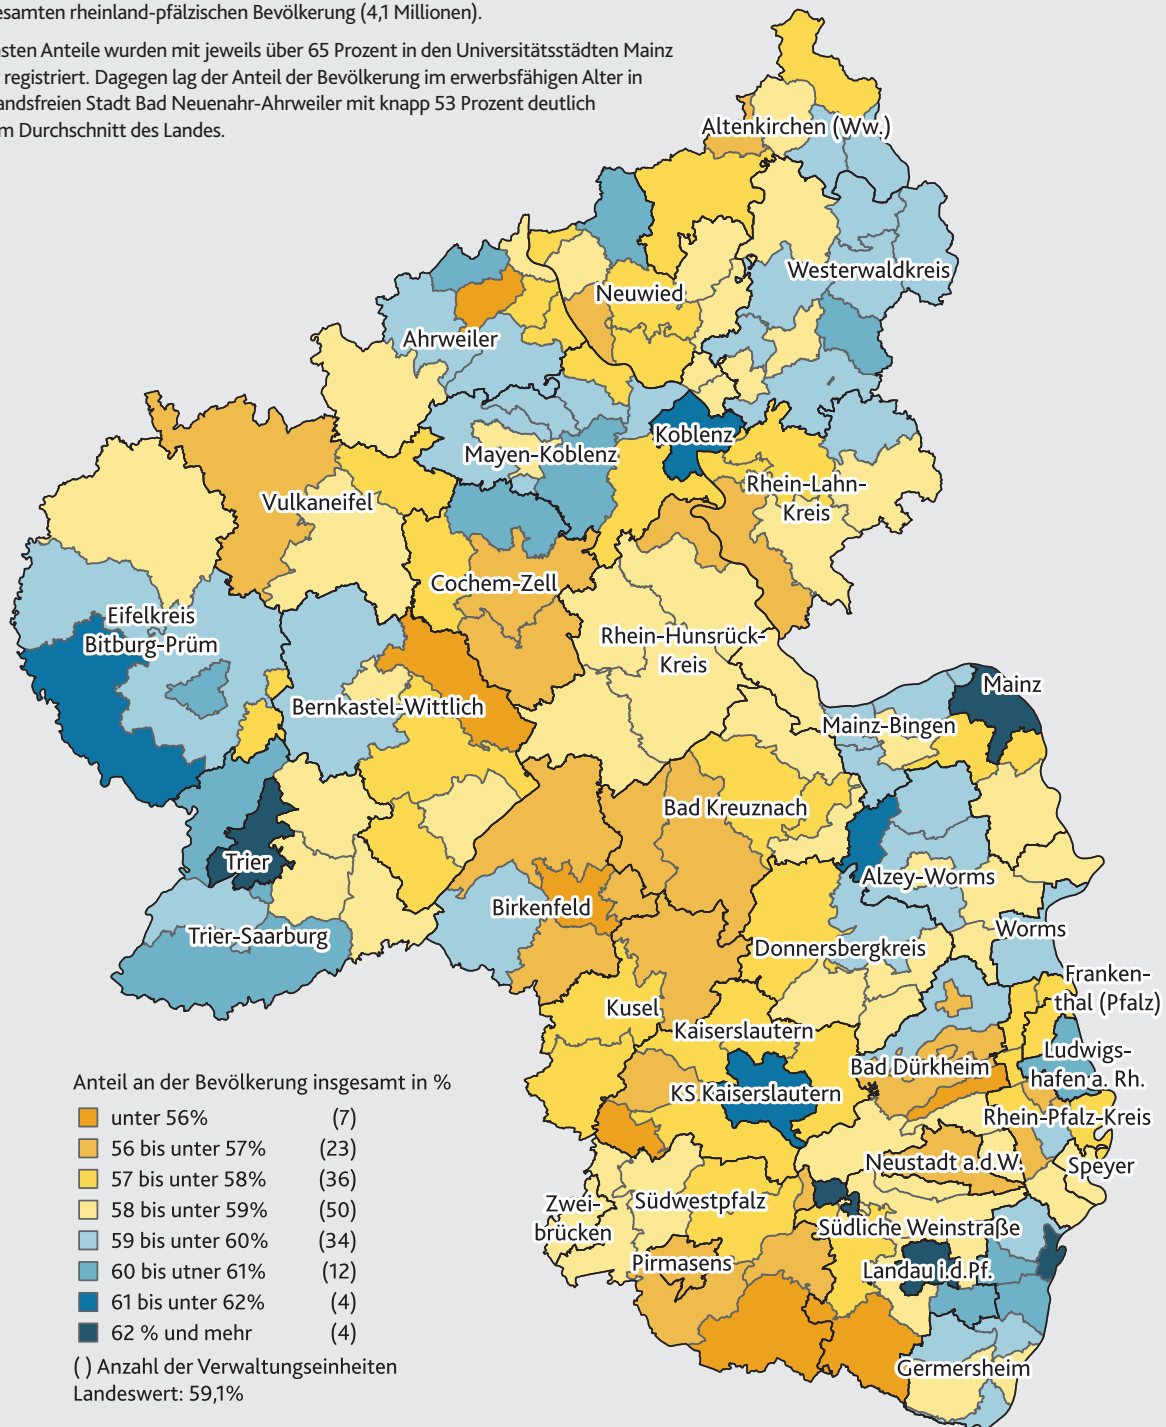 esamten rheinland-pfälzischen Bevölkerung (4,1 Millionen).
sten Anteile wurden mit jeweils über 65 Prozent in den Universitätsstädten Mainz
registriert. Dagegen lag der Anteil der Bevölkerung im erwerbsfähigen Alter in
andsfreien Stadt Bad Neuenahr-Ahrweiler mit knapp 53 Prozent deutlich
m Durchschnitt des Landes.
Altenkirchen (Ww.)
Westerwaldkreis
Neuwied
Ahrweiler
Koblenz
Mayen-Koblenz
Rhein-Lahn-
Kreis
Vulkaneifel
Cochem-Zell
Eifelkreis
Bitburg-Prüm
Rhein-Hunsrück-
Kreis
Mainz
Bernkastel-Wittlich
Mainz-Bingen
Bad Kreuznach
Trier
Alzey-Worms
Birkenfeld
Trier-Saarburg
Donnersbergkreis
Worms
Franken-
thal (Pfalz)
Kusel
Kaiserslautern
Ludwigs-
hafen a. Rh.
Bad Dürkheim
KS Kaiserslautern
Rhein-Pfalz-Kreis
Neustadt a.d.W.
Speyer
Zwei-
brücken
Südwestpfalz
Südliche Weinstraße
Pirmasens
Landau i.d.Pf.
Germersheim
Anteil an der Bevölkerung insgesamt in %
unter 56% (7)
56 bis unter 57% (23)
57 bis unter 58% (36)
58 bis unter 59% (50)
59 bis unter 60% (34)
60 bis utner 61% (12)
61 bis unter 62% (4)
62 % und mehr (4)
( ) Anzahl der Verwaltungseinheiten
Landeswert: 59,1%